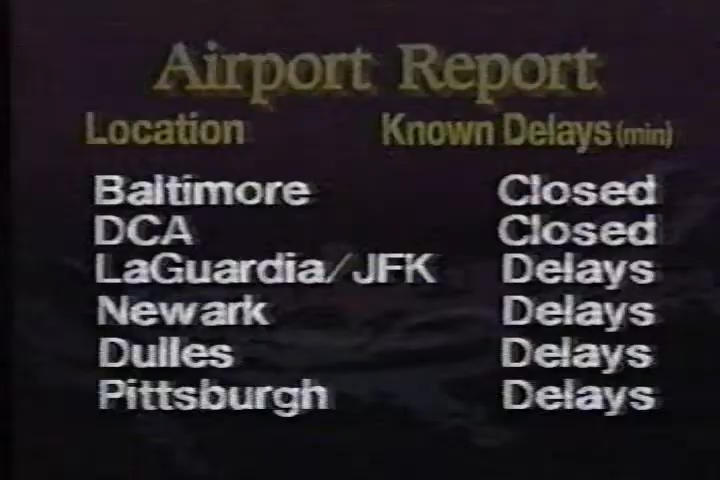 Airport Report
Location Known Delays (min)
Baltimore Closed
DCA Closed
LaGuardia/JFK Delays
Newark Delays
Dulles Delays
Pittsburgh Delays